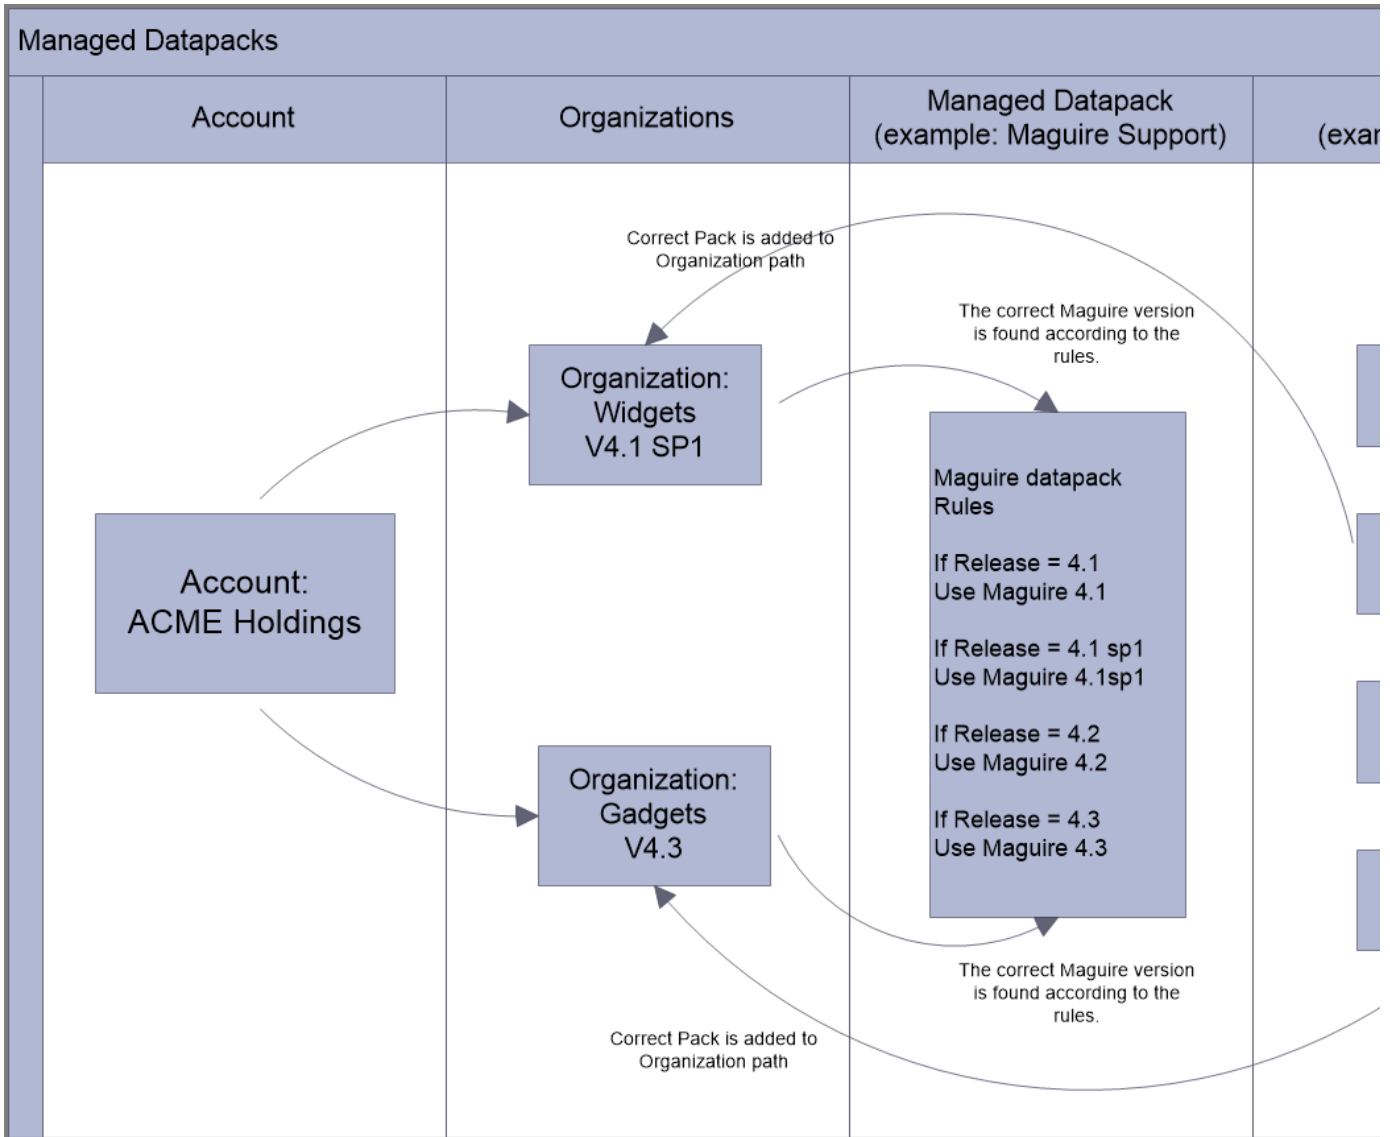 Managed Datapacks
Account
Organizations
Managed Datapack
(example: Maguire Support)
Correct Pack is added to
Organization path
The correct Maguire version
is found according to the
rules.
Organization:
Widgets
V4.1 SP1
Account:
ACME Holdings
Maguire datapack
Rules
If Release = 4.1
Use Maguire 4.1
If Release = 4.1 sp1
Use Maguire 4.1sp1
If Release = 4.2
Use Maguire 4.2
If Release = 4.3
Use Maguire 4.3
Organization:
Gadgets
V4.3
The correct Maguire version
is found according to the
rules.
Correct Pack is added to
Organization path